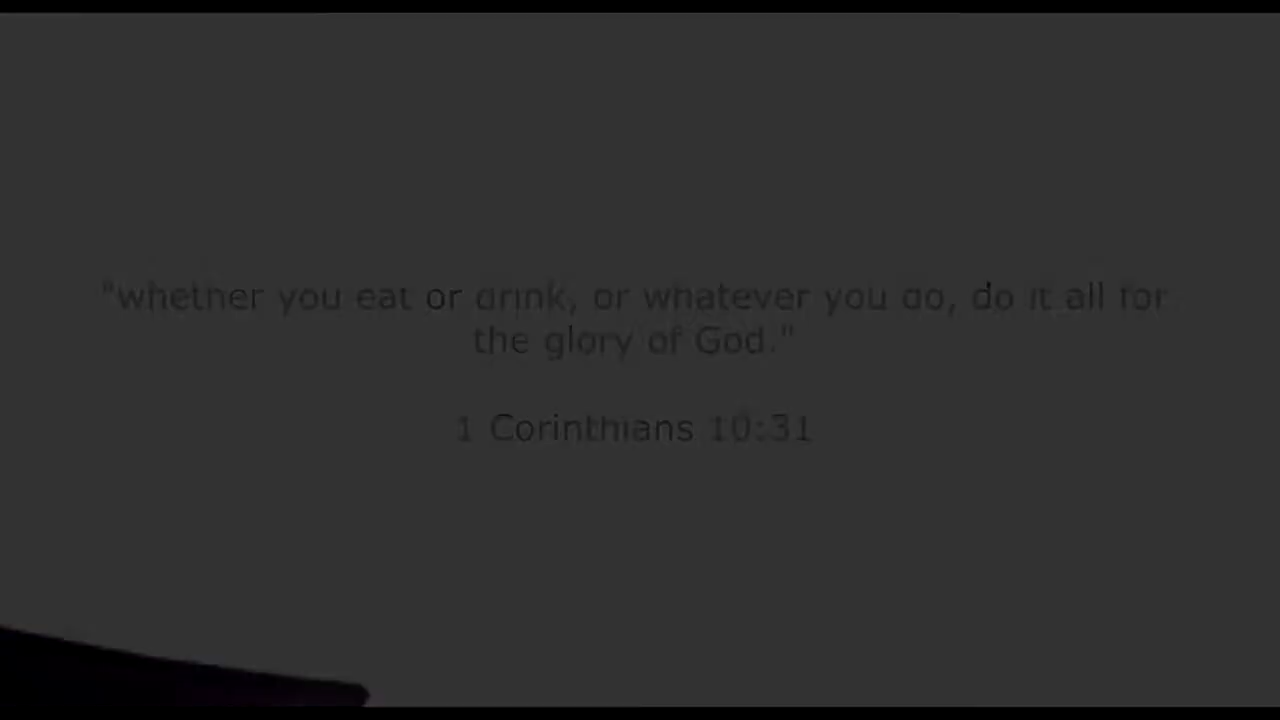 "whether you eat or drink, or whatever you do, do it all for
the glory of God."
1 Corinthians 10:31